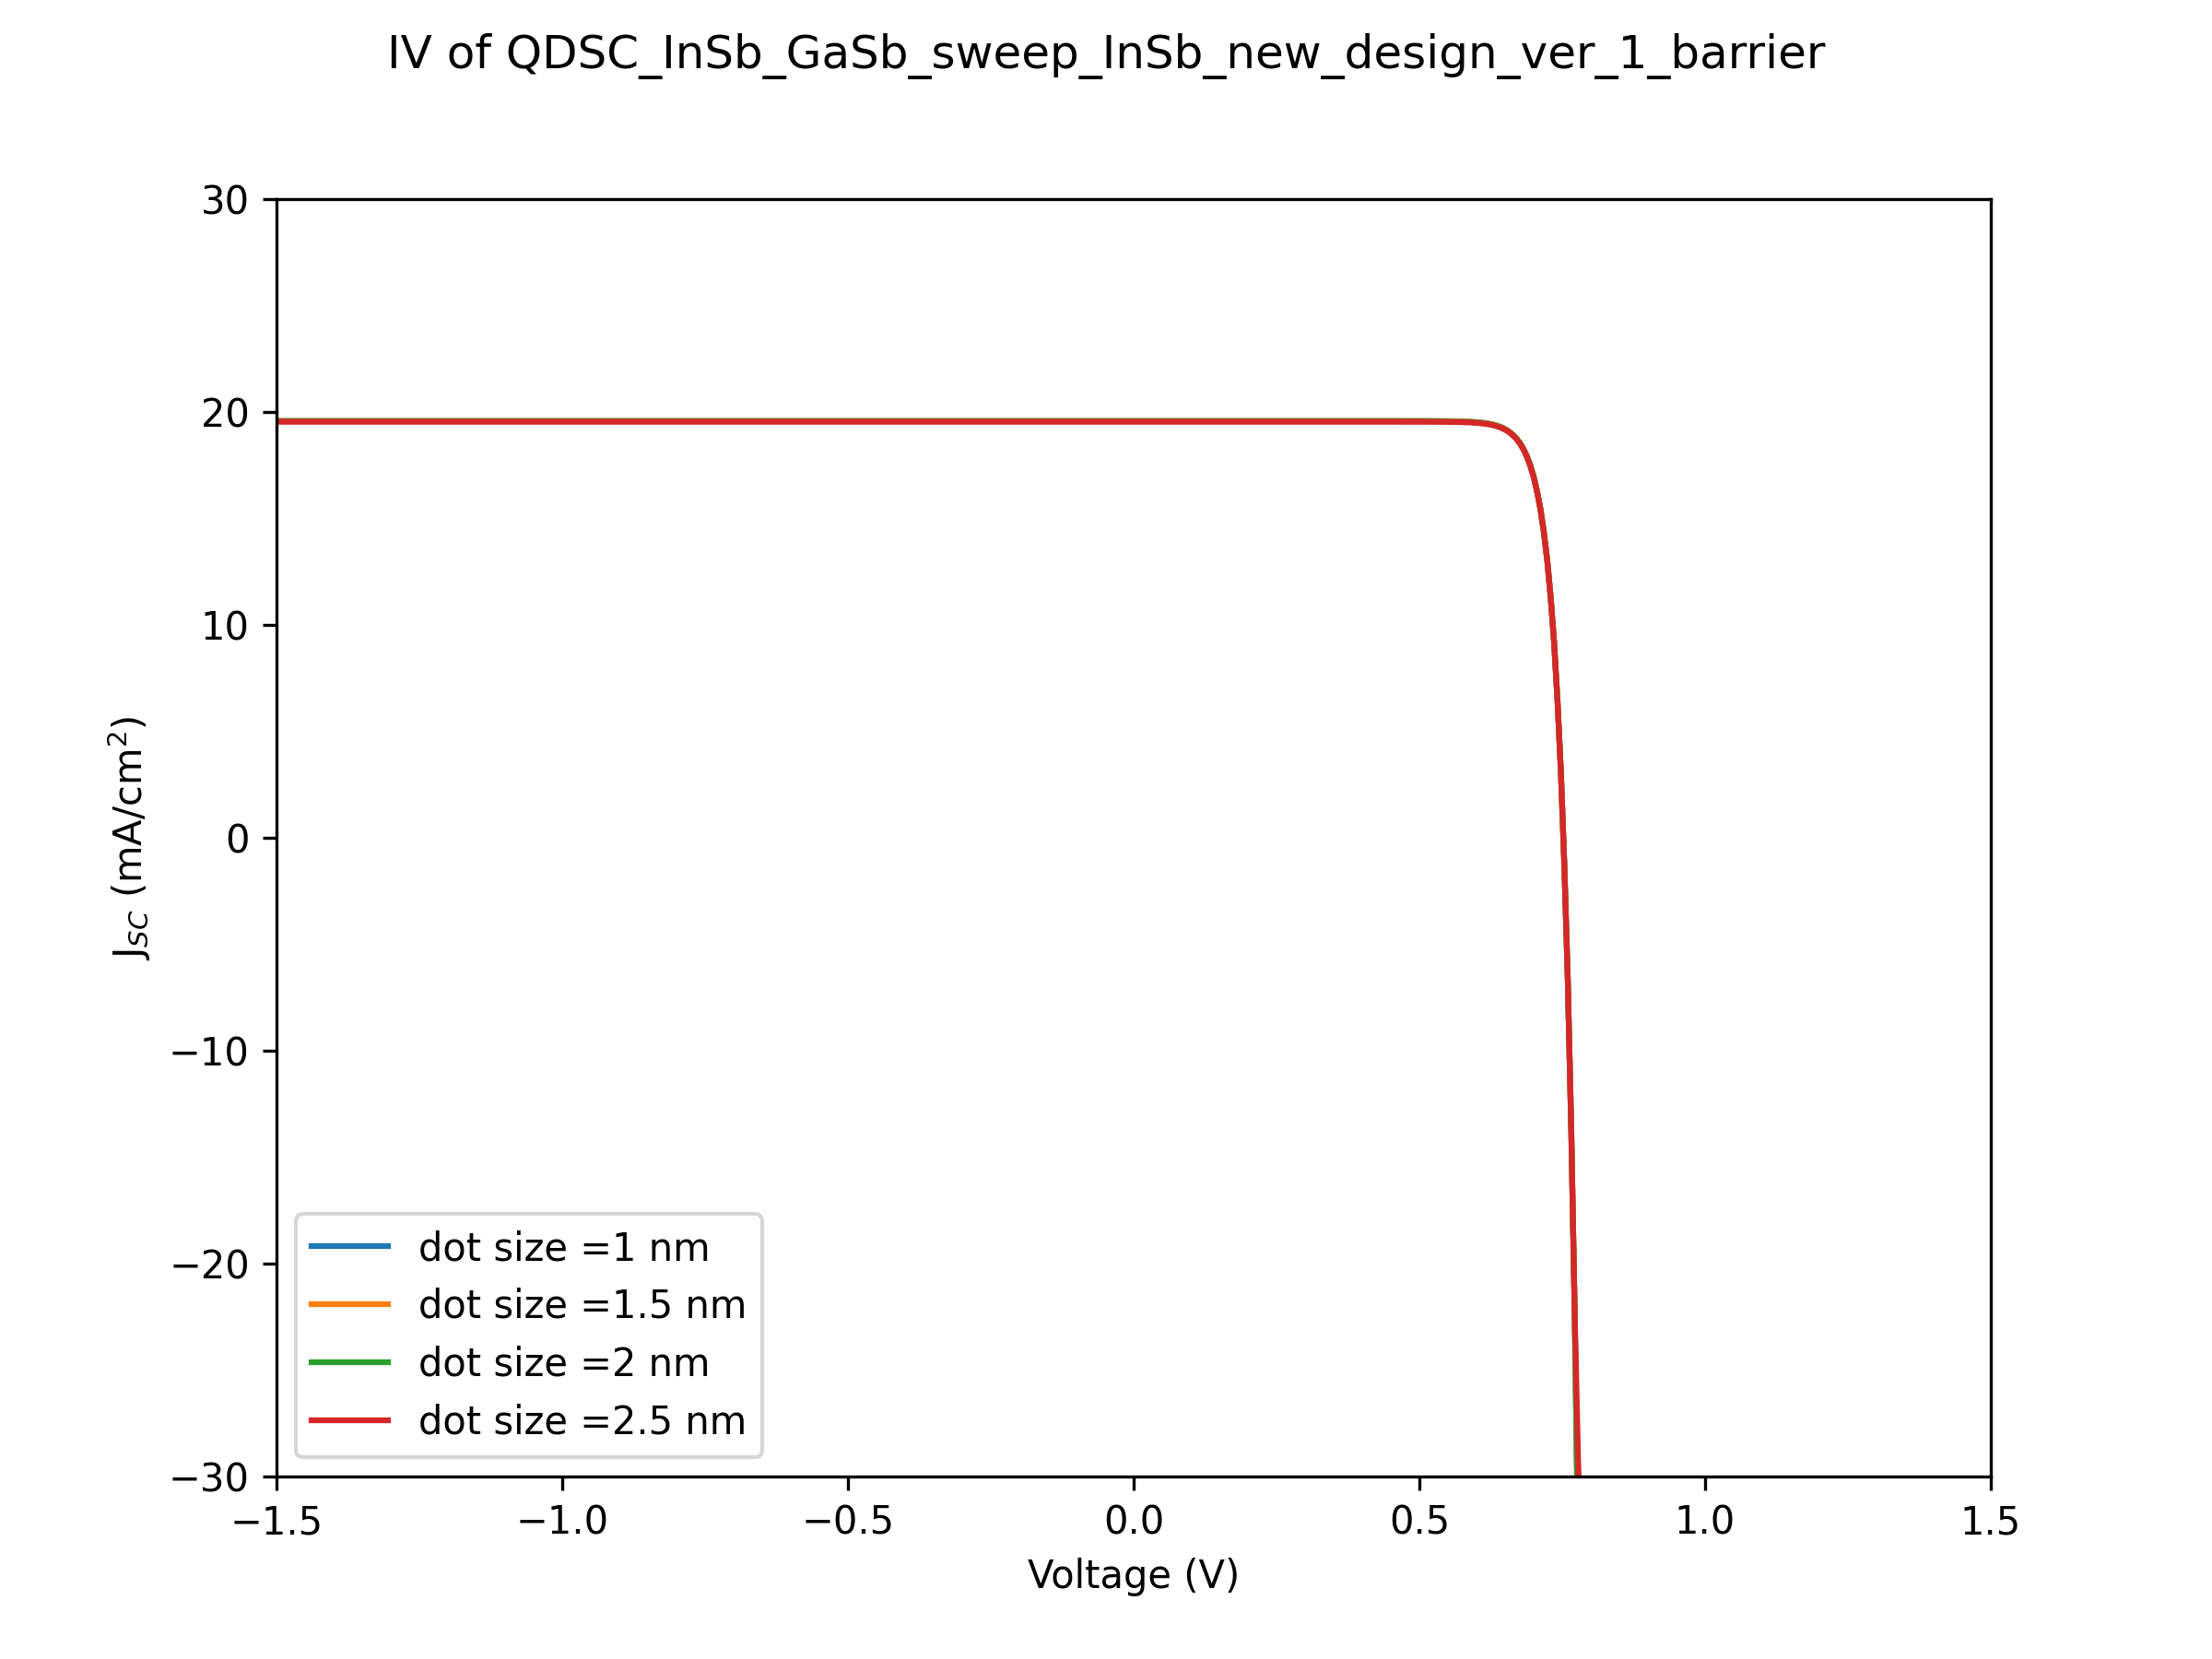 IV of QDSC_InSb_GaSb_sweep_InSb_new_design_ver_1_barrier
30
20
10
0
−10
−20
−30
J_SC (mA/cm²)
dot size =1 nm
dot size =1.5 nm
dot size =2 nm
dot size =2.5 nm
−1.5 −1.0 −0.5 0.0 0.5 1.0 1.5
Voltage (V)